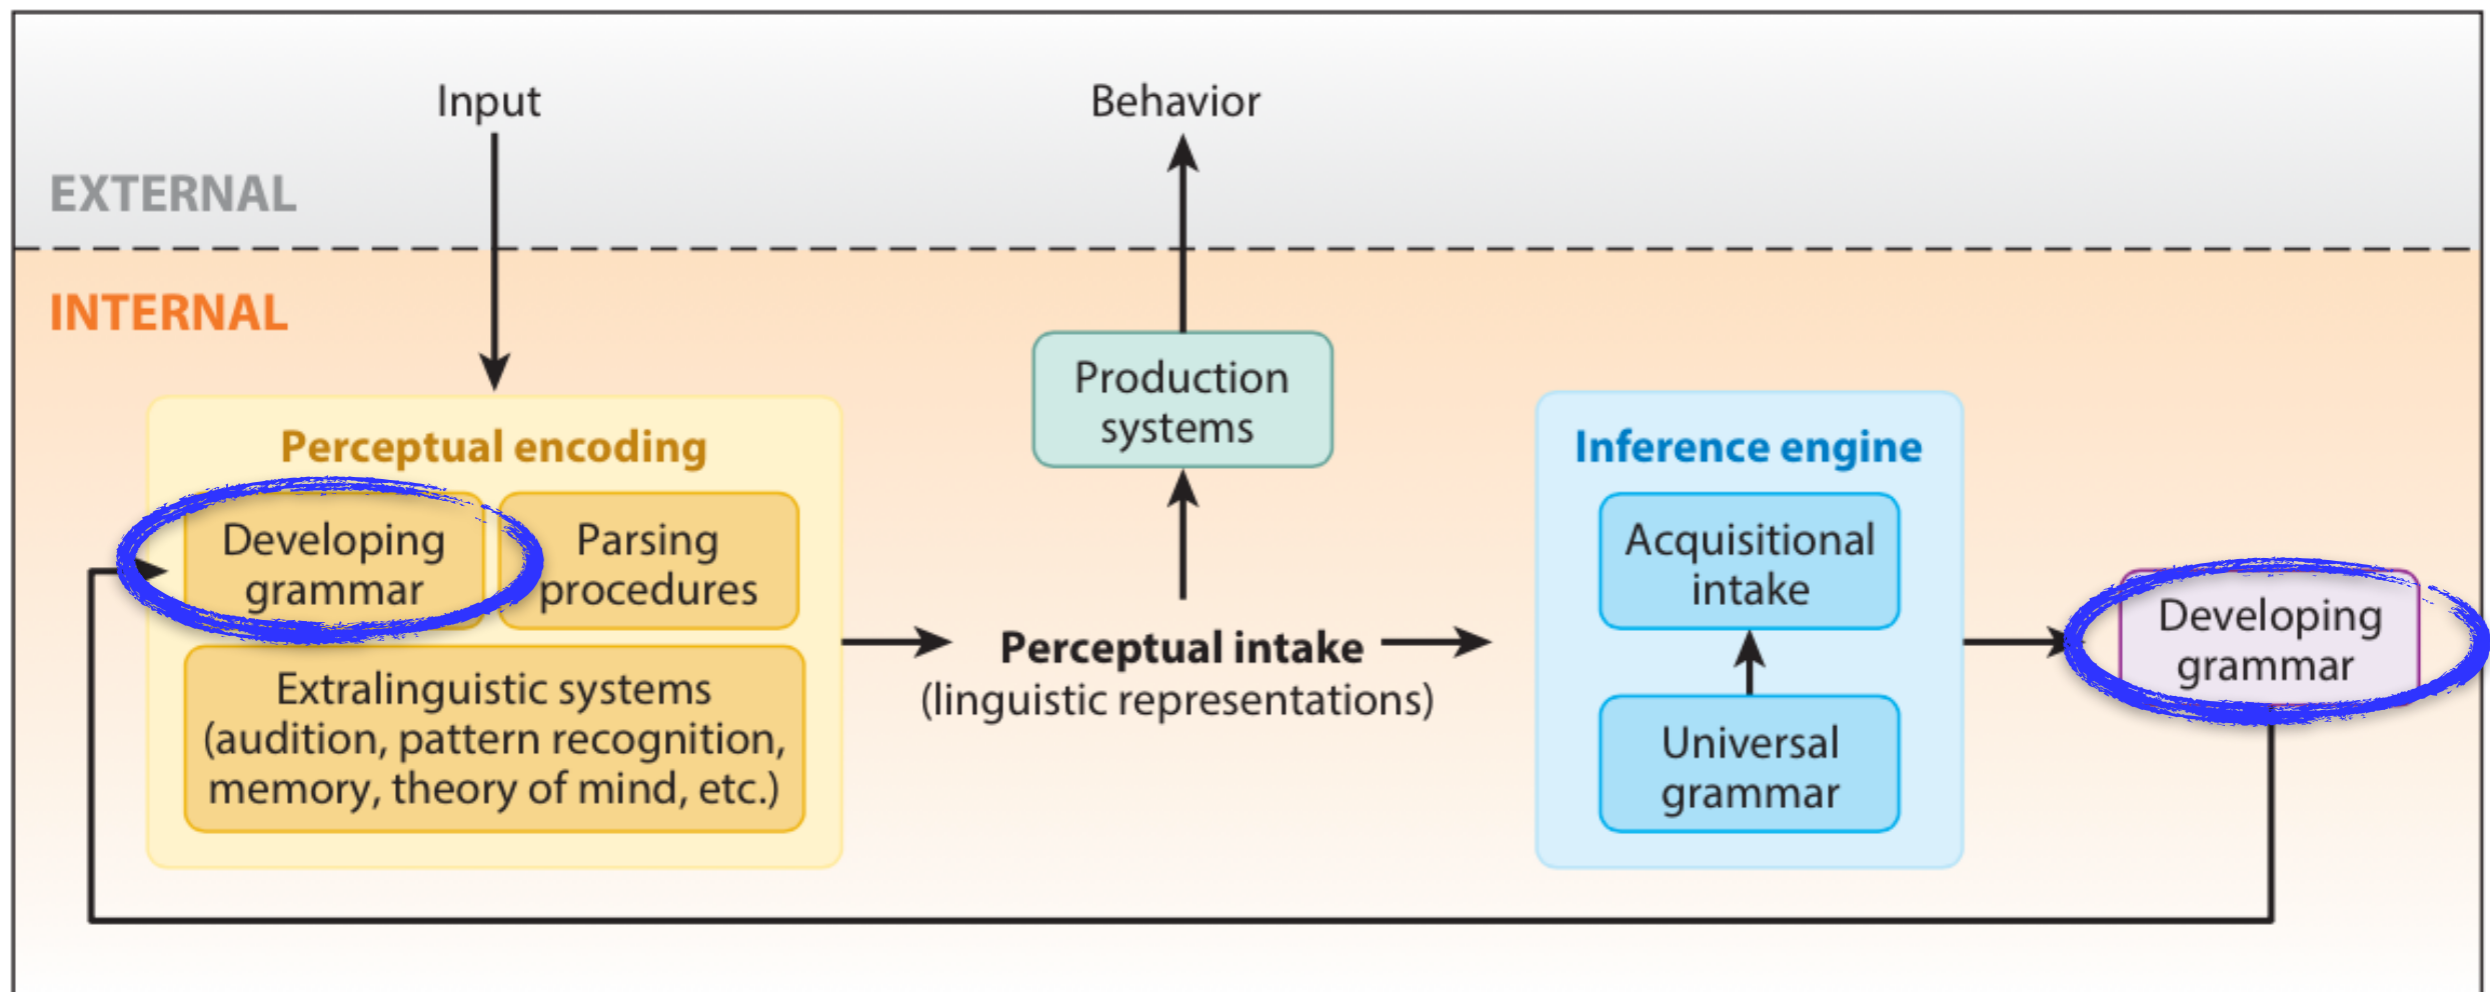 Input
Behavior
EXTERNAL
INTERNAL
Perceptual encoding
Developing
grammar
Parsing
procedures
Extralinguistic systems
(audition, pattern recognition,
memory, theory of mind, etc.)
Production
systems
Perceptual intake
(linguistic representations)
Inference engine
Acquisitional
intake
Universal
grammar
Developing
grammar